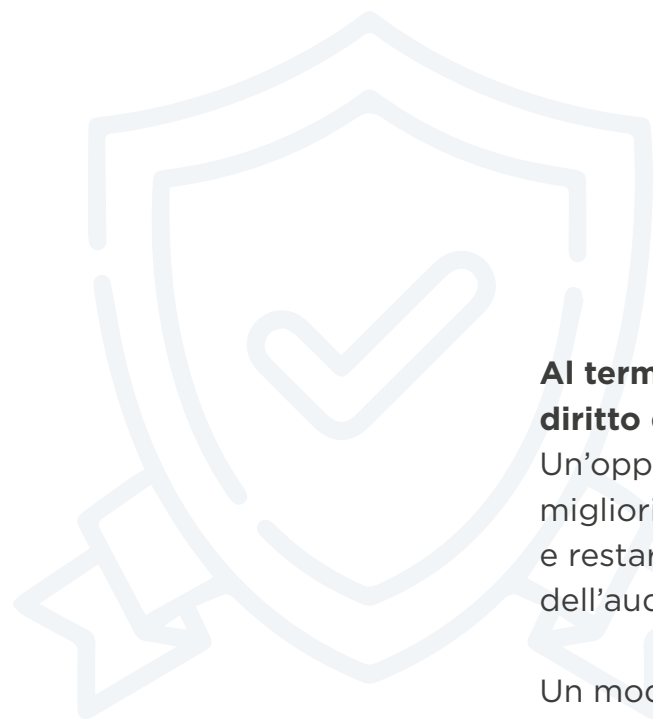 Al term
diritto
Un’opp
migliori
e restar
dell’aud
Un mod